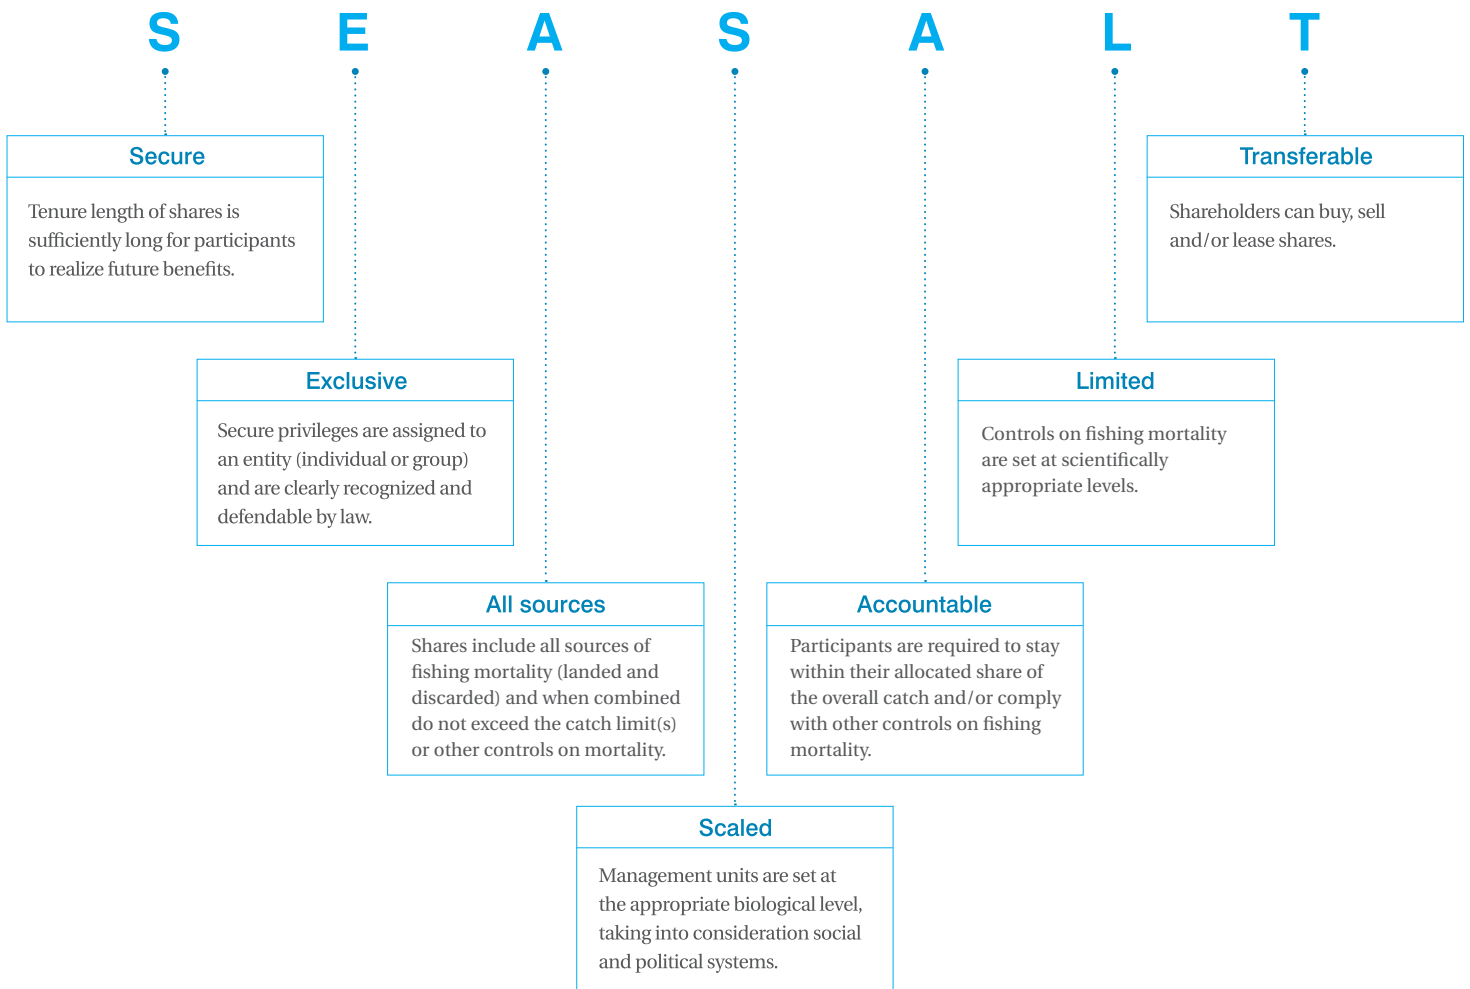 S E A S A L T
Secure
Tenure length of shares is
sufficiently long for participants
to realize future benefits.
Exclusive
Secure privileges are assigned to
an entity (individual or group)
and are clearly recognized and
defendable by law.
All sources
Shares include all sources of
fishing mortality (landed and
discarded) and when combined
do not exceed the catch limit(s)
or other controls on mortality.
Scaled
Management units are set at
the appropriate biological level,
taking into consideration social
and political systems.
Accountable
Participants are required to stay
within their allocated share of
the overall catch and/or comply
with other controls on fishing
mortality.
Limited
Controls on fishing mortality
are set at scientifically
appropriate levels.
Transferable
Shareholders can buy, sell
and/or lease shares.